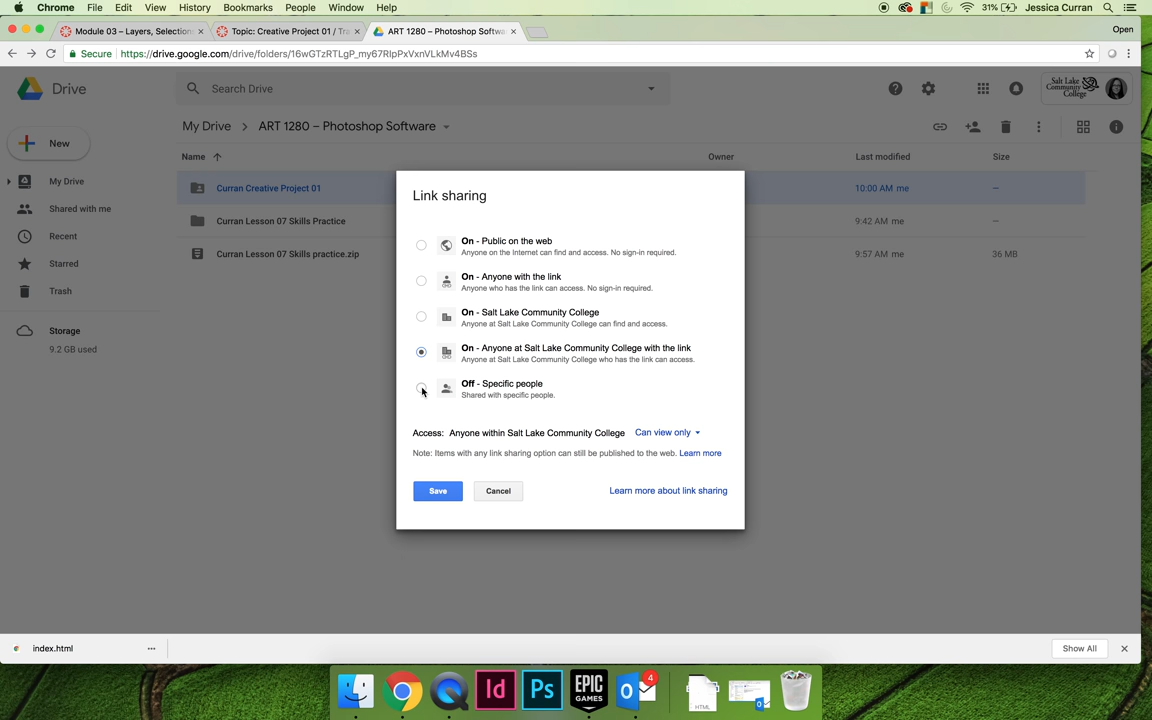 Chrome File Edit View History Bookmarks People Window Help 31% Jessica Curran
Module 03 – Layers, Selection × Topic: Creative Project 01 / Tra × ART 1280 – Photoshop Softwar × Open
Secure https://drive.google.com/drive/folders/16wGTzRTLgP_my67RlpPxVxnVLkMv4BSs
Drive Search Drive Salt Lake Community College
New
My Drive > ART 1280 – Photoshop Software
Name Owner Last modified Size
My Drive
Shared with me
Recent
Starred
Trash
Storage
9.2 GB used
Curran Creative Project 01 10:00 AM me –
Curran Lesson 07 Skills Practice 9:42 AM me –
Curran Lesson 07 Skills practice.zip 9:57 AM me 36 MB
Link sharing
On - Public on the web
Anyone on the Internet can find and access. No sign-in required.
On - Anyone with the link
Anyone who has the link can access. No sign-in required.
On - Salt Lake Community College
Anyone at Salt Lake Community College can find and access.
On - Anyone at Salt Lake Community College with the link
Anyone at Salt Lake Community College who has the link can access.
Off - Specific people
Shared with specific people.
Access: Anyone within Salt Lake Community College Can view only
Note: Items with any link sharing option can still be published to the web. Learn more
Save Cancel Learn more about link sharing
index.html Show All
Id Ps EPIC GAMES 4 HTML